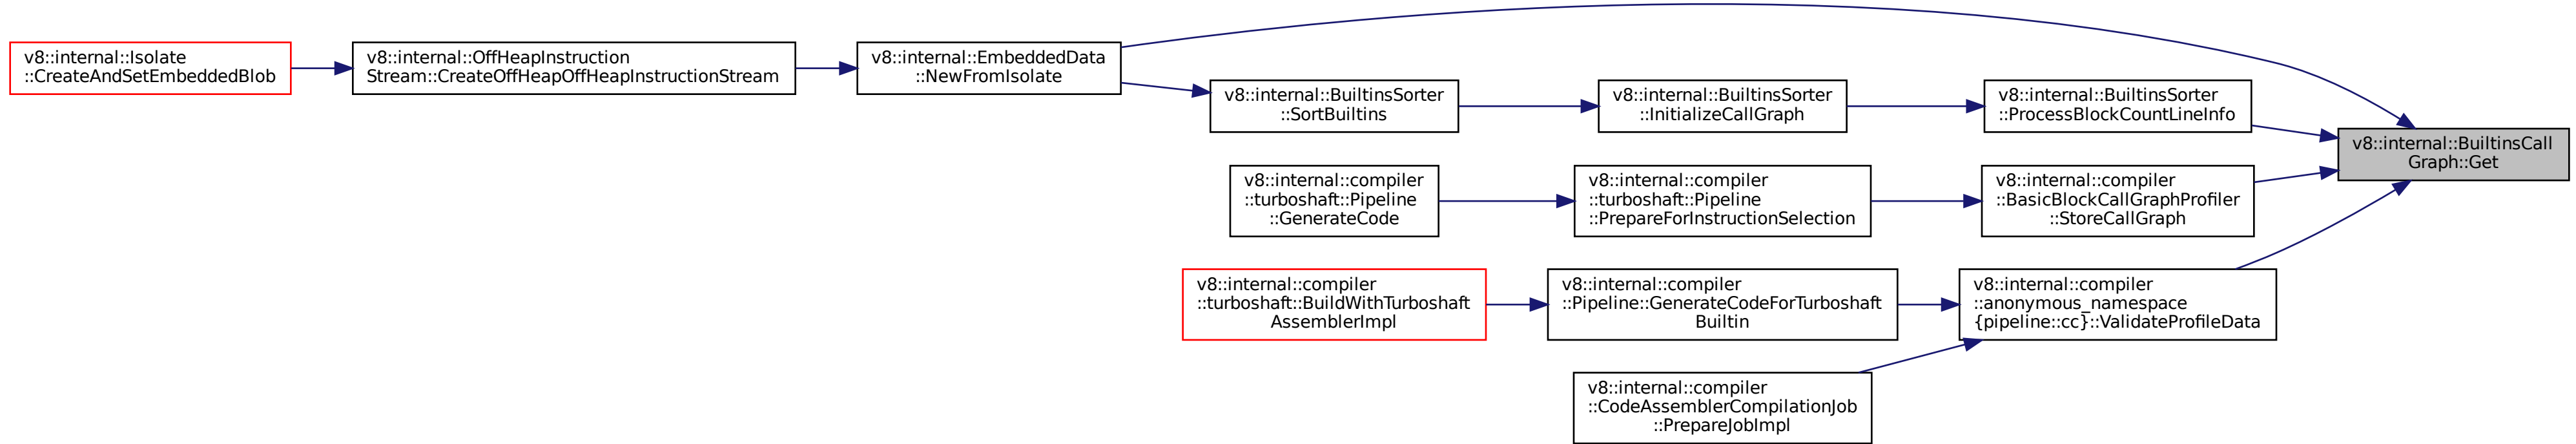 v8::internal::Isolate
::CreateAndSetEmbeddedBlob
v8::internal::OffHeapInstruction
Stream::CreateOffHeapOffHeapInstructionStream
v8::internal::EmbeddedData
::NewFromIsolate
v8::internal::BuiltinsSorter
::SortBuiltins
v8::internal::BuiltinsSorter
::InitializeCallGraph
v8::internal::BuiltinsSorter
::ProcessBlockCountLineInfo
v8::internal::BuiltinsCall
Graph::Get
v8::internal::compiler
::turboshaft::Pipeline
::GenerateCode
v8::internal::compiler
::turboshaft::Pipeline
::PrepareForInstructionSelection
v8::internal::compiler
::BasicBlockCallGraphProfiler
::StoreCallGraph
v8::internal::compiler
::turboshaft::BuildWithTurboshaft
AssemblerImpl
v8::internal::compiler
::Pipeline::GenerateCodeForTurboshaft
Builtin
v8::internal::compiler
::anonymous_namespace
{pipeline::cc}::ValidateProfileData
v8::internal::compiler
::CodeAssemblerCompilationJob
::PrepareJobImpl